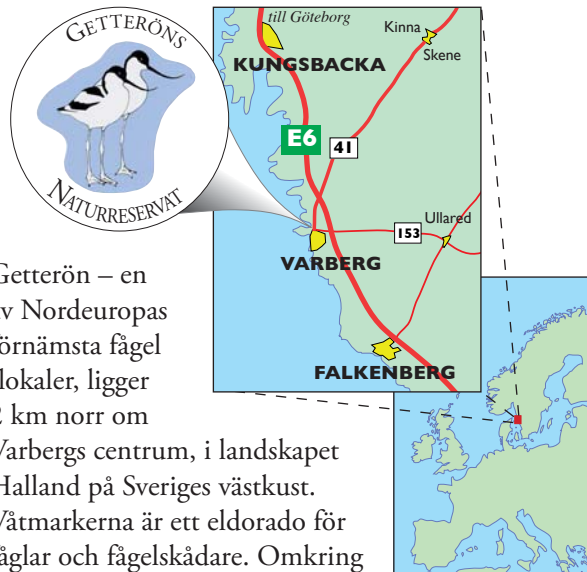 GETTERÖNS
NATURRESERVAT
till Göteborg
KUNGSBACKA
Kinna
Skene
E6
41
153
Ullared
VARBERG
FALKENBERG
Getterön – en
av Nordeuropas
förnämsta fågel
lokaler, ligger
2 km norr om
Varbergs centrum, i landskapet
Halland på Sveriges västkust.
Våtmarkerna är ett eldorado för
fåglar och fågelskådare. Omkring